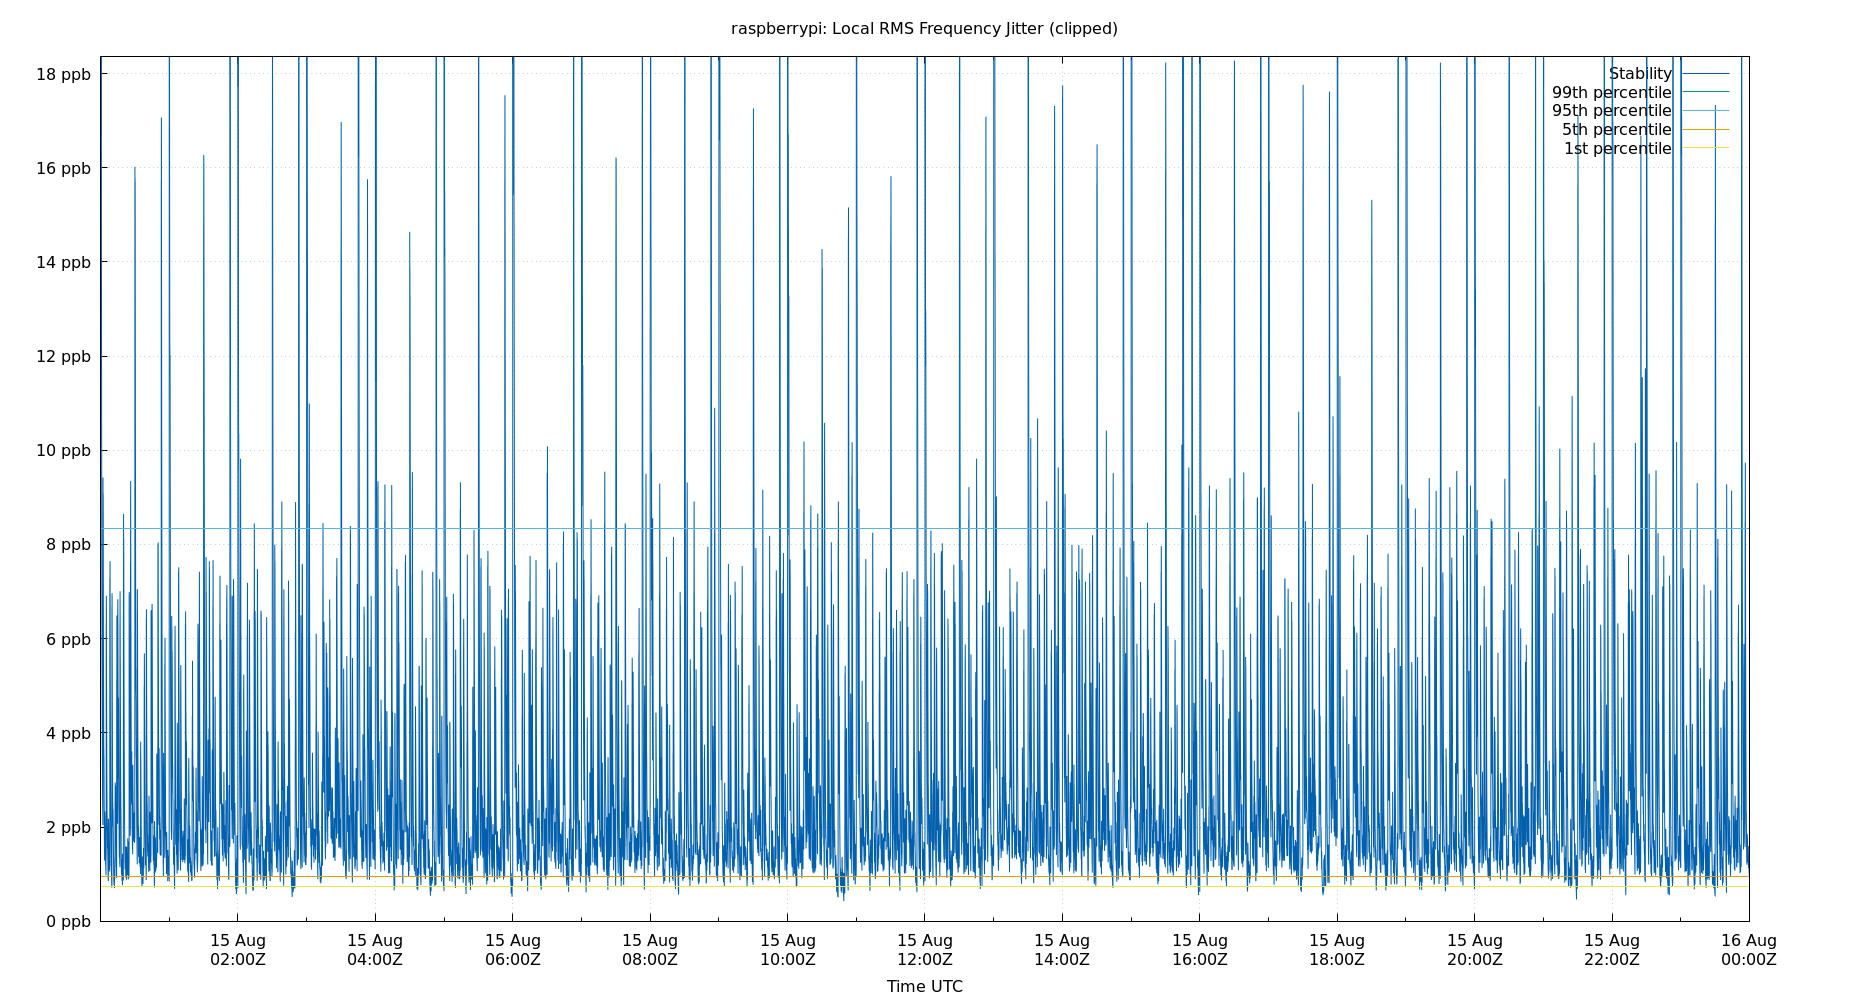 raspberrypi: Local RMS Frequency Jitter (clipped)
18 ppb
16 ppb
14 ppb
12 ppb
10 ppb
8 ppb
6 ppb
4 ppb
2 ppb
0 ppb
Stability
99th percentile
95th percentile
5th percentile
1st percentile
15 Aug 15 Aug 15 Aug 15 Aug 15 Aug 15 Aug 15 Aug 15 Aug 15 Aug 15 Aug 15 Aug 16 Aug
02:00Z 04:00Z 06:00Z 08:00Z 10:00Z 12:00Z 14:00Z 16:00Z 18:00Z 20:00Z 22:00Z 00:00Z
Time UTC